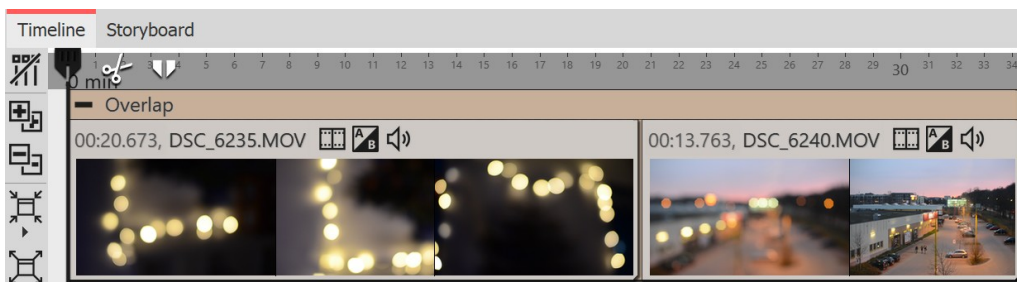 Timeline Storyboard
1 3 4 5 6 7 8 9 10 11 12 13 14 15 16 17 18 19 20 21 22 23 24 25 26 27 28 29 30 31 32 33 34
0 min
Overlap
00:20.673, DSC_6235.MOV A B 00:13.763, DSC_6240.MOV A B